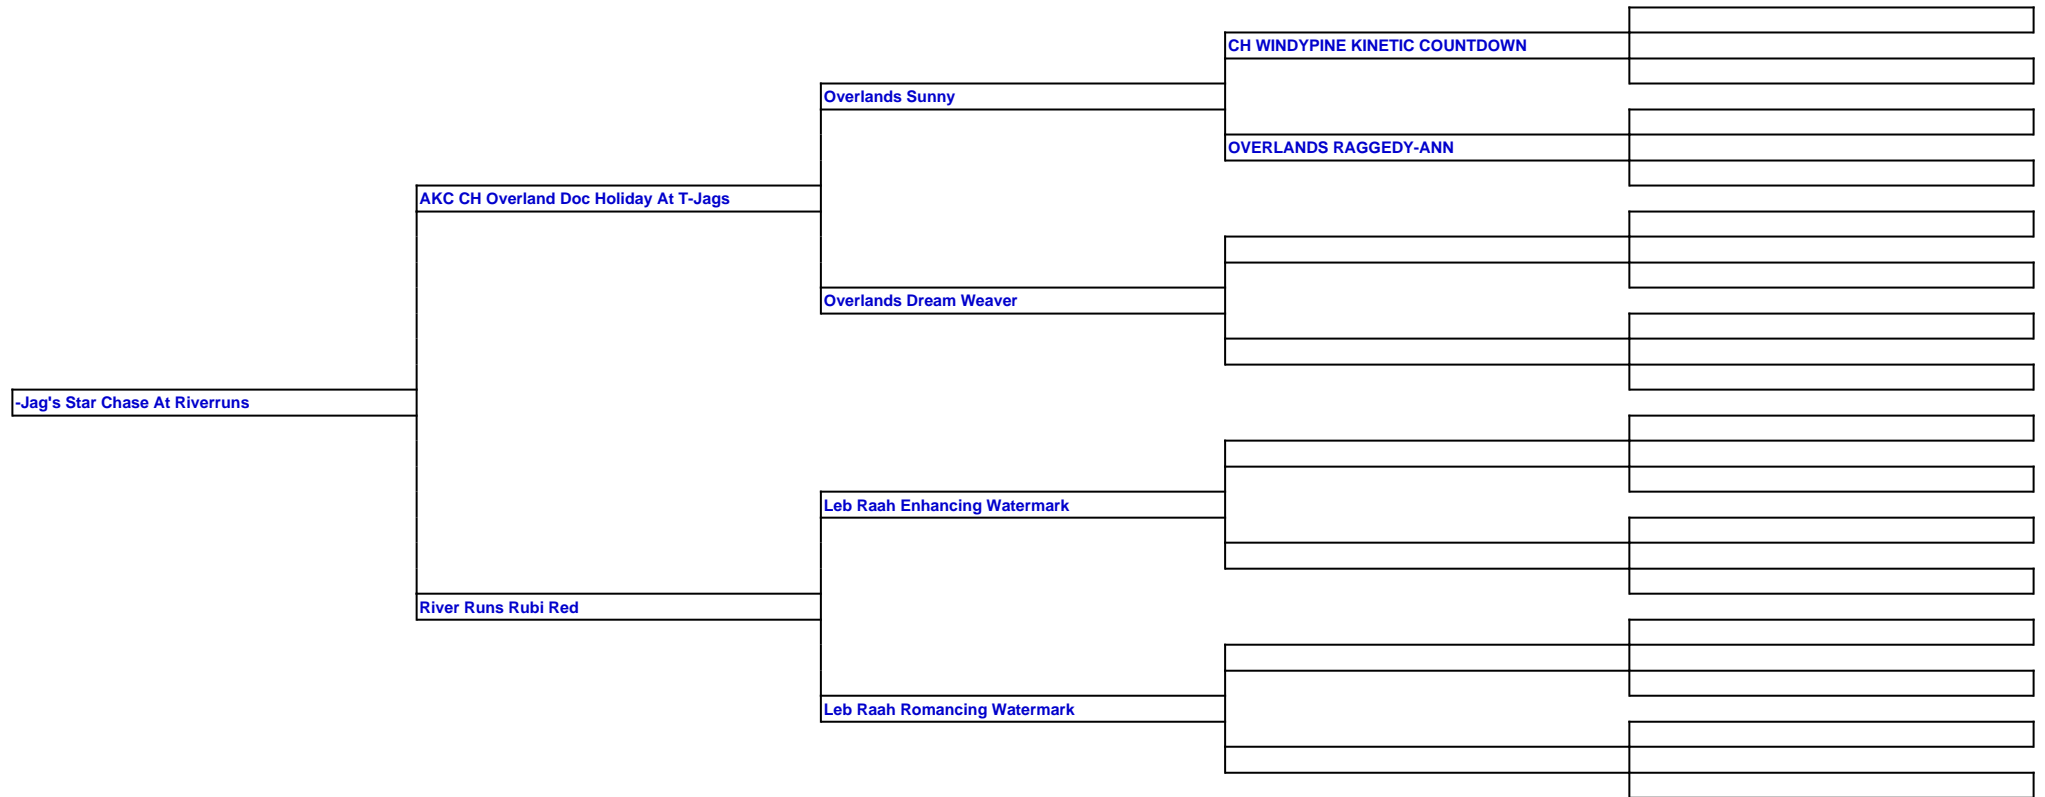 CH WINDYPINE KINETIC COUNTDOWN
Overlands Sunny
OVERLANDS RAGGEDY-ANN
AKC CH Overland Doc Holiday At T-Jags
Overlands Dream Weaver
-Jag's Star Chase At Riverruns
Leb Raah Enhancing Watermark
River Runs Rubi Red
Leb Raah Romancing Watermark